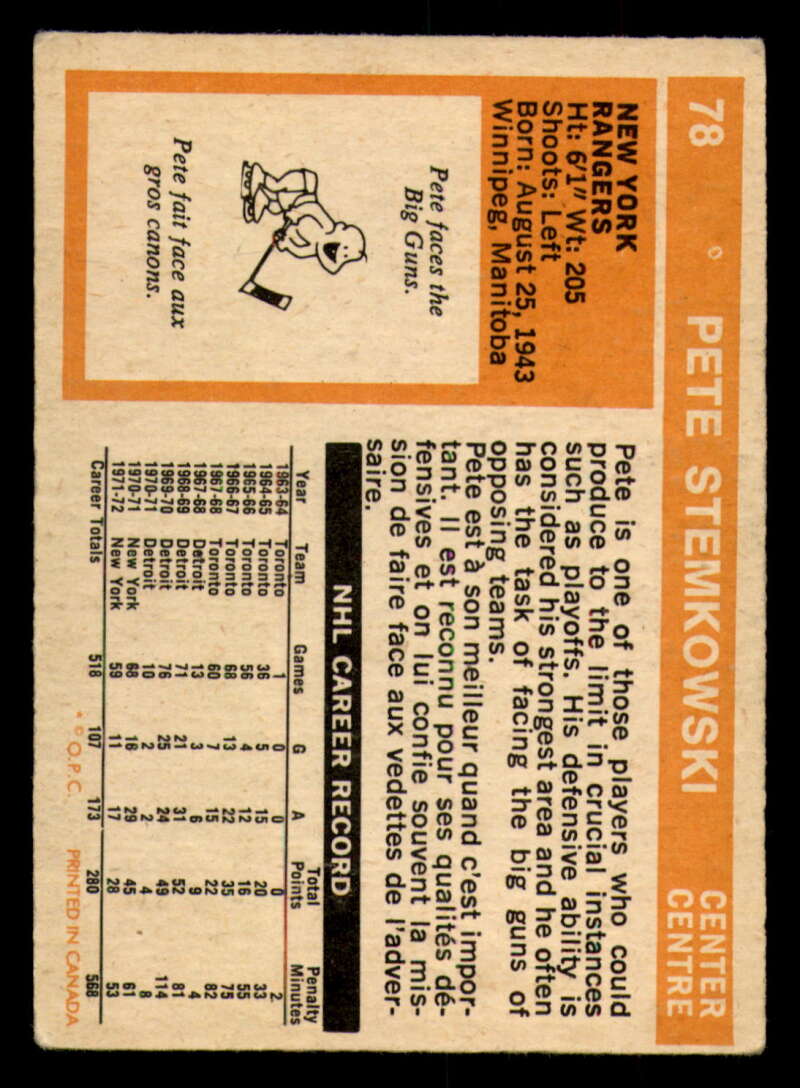 78 PETE STEMKOWSKI CENTER
CENTRE
NEW YORK
RANGERS
Ht: 6'1" Wt: 205
Shoots: Left
Born: August 25, 1943
Winnipeg, Manitoba
Pete faces the
Big Guns.
Pete fait face aux
gros canons.
Pete is one of those players who could
produce to the limit in crucial instances
such as playoffs. His defensive ability is
considered his strongest area and he often
has the task of facing the big guns of
opposing teams.
Pete est à son meilleur quand c'est impor-
tant. Il est reconnu pour ses qualités dé-
fensives et on lui confie souvent la mis-
sion de faire face aux vedettes de l'adver-
saire.
NHL CAREER RECORD
Year Team Games G A Total Points Penalty Minutes
1963-64 Toronto 1 0 0 0 2
1964-65 Toronto 36 5 15 20 33
1965-66 Toronto 56 4 12 16 55
1966-67 Toronto 68 13 22 35 75
1967-68 Toronto 60 7 15 22 82
1967-68 Detroit 13 3 6 9 4
1968-69 Detroit 71 21 31 52 81
1969-70 Detroit 76 25 24 49 114
1970-71 Detroit 10 2 2 4 8
1970-71 New York 68 16 29 45 61
1971-72 New York 59 11 17 28 53
Career Totals 518 107 173 280 568
* © O.P.C. PRINTED IN CANADA